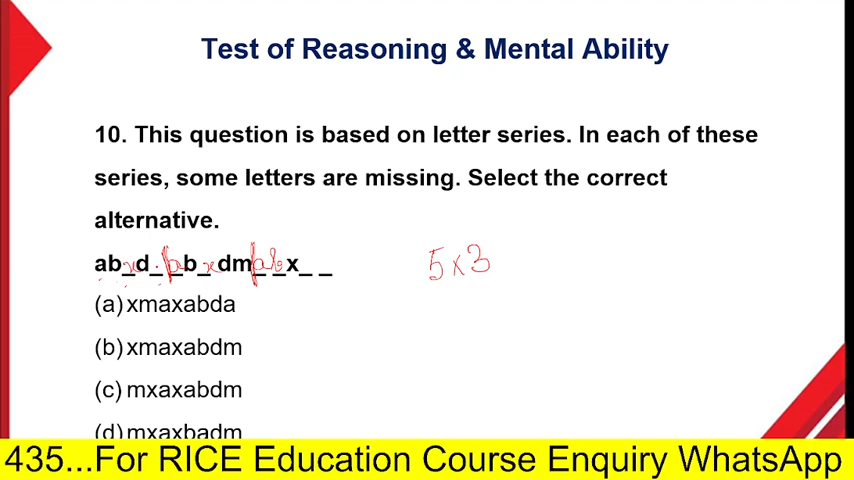 Test of Reasoning & Mental Ability
10. This question is based on letter series. In each of these
series, some letters are missing. Select the correct
alternative.
ab_d_ _b_dm_ _x_ _ 5x3
(a) xmaxabda
(b) xmaxabdm
(c) mxaxabdm
(d) mxaxbadm
435...For RICE Education Course Enquiry WhatsApp